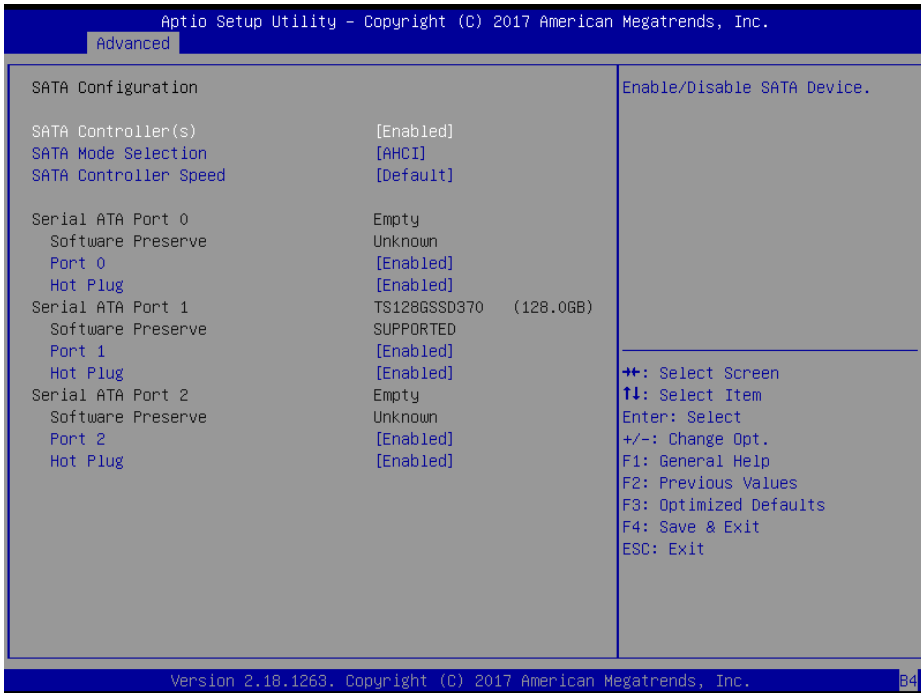 Aptio Setup Utility – Copyright (C) 2017 American Megatrends, Inc.
Advanced
SATA Configuration
SATA Controller(s) [Enabled]
SATA Mode Selection [AHCI]
SATA Controller Speed [Default]
Serial ATA Port 0 Empty
Software Preserve Unknown
Port 0 [Enabled]
Hot Plug [Enabled]
Serial ATA Port 1 TS128GSSD370 (128.0GB)
Software Preserve SUPPORTED
Port 1 [Enabled]
Hot Plug [Enabled]
Serial ATA Port 2 Empty
Software Preserve Unknown
Port 2 [Enabled]
Hot Plug [Enabled]
Enable/Disable SATA Device.
→←: Select Screen
↑↓: Select Item
Enter: Select
+/-: Change Opt.
F1: General Help
F2: Previous Values
F3: Optimized Defaults
F4: Save & Exit
ESC: Exit
Version 2.18.1263. Copyright (C) 2017 American Megatrends, Inc.
B4